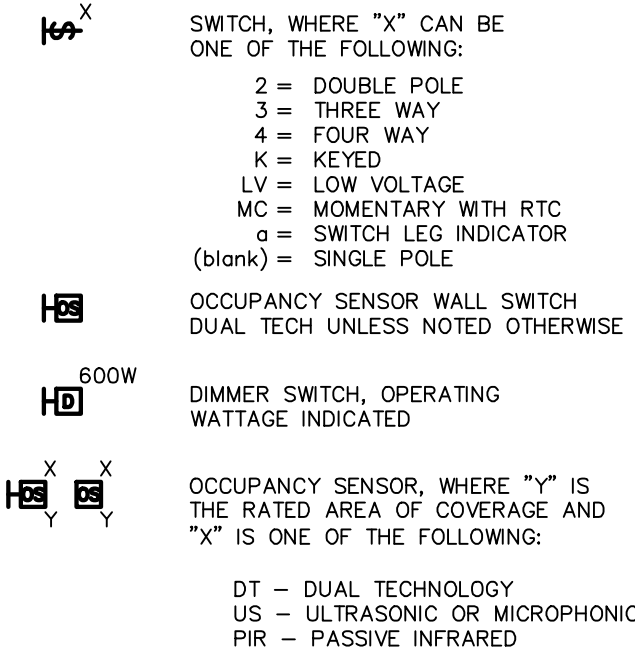 $ X
SWITCH, WHERE "X" CAN BE
ONE OF THE FOLLOWING:
2 = DOUBLE POLE
3 = THREE WAY
4 = FOUR WAY
K = KEYED
LV = LOW VOLTAGE
MC = MOMENTARY WITH RTC
a = SWITCH LEG INDICATOR
(blank) = SINGLE POLE
OS
OCCUPANCY SENSOR WALL SWITCH
DUAL TECH UNLESS NOTED OTHERWISE
D 600W
DIMMER SWITCH, OPERATING
WATTAGE INDICATED
X X
OS OS
Y Y
OCCUPANCY SENSOR, WHERE "Y" IS
THE RATED AREA OF COVERAGE AND
"X" IS ONE OF THE FOLLOWING:
DT – DUAL TECHNOLOGY
US – ULTRASONIC OR MICROPHONIC
PIR – PASSIVE INFRARED